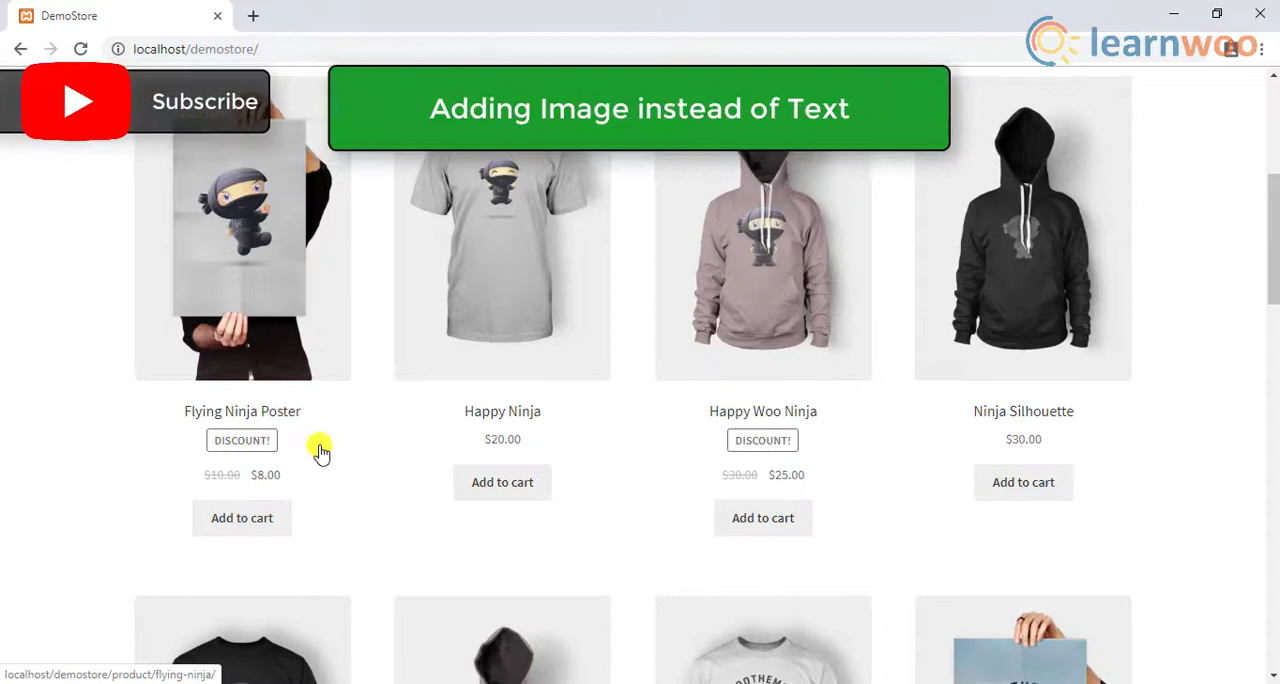 DemoStore
localhost/demostore/
learnwoo
Subscribe
Adding Image instead of Text
Flying Ninja Poster
DISCOUNT!
$10.00 $8.00
Add to cart
Happy Ninja
$20.00
Add to cart
Happy Woo Ninja
DISCOUNT!
$30.00 $25.00
Add to cart
Ninja Silhouette
$30.00
Add to cart
localhost/demostore/product/flying-ninja/